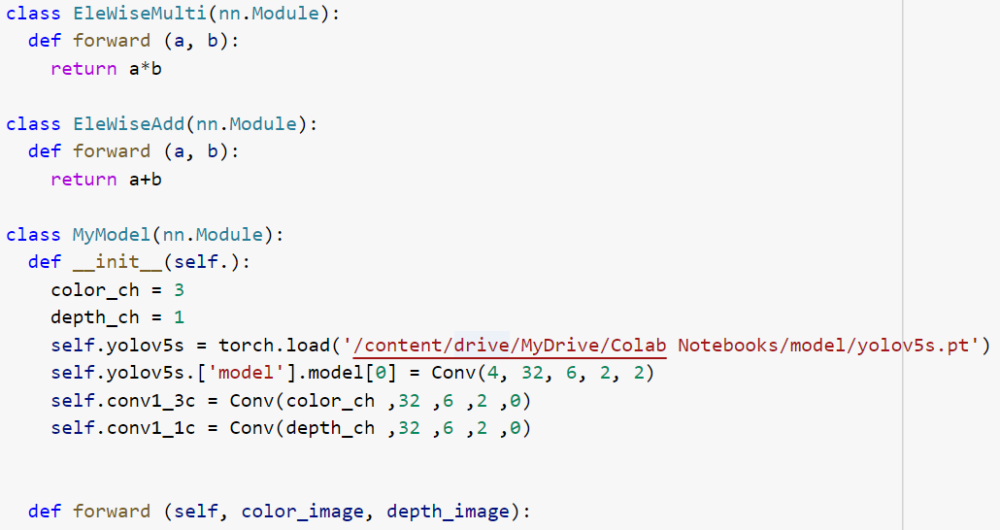 class EleWiseMulti(nn.Module):
  def forward (a, b):
    return a*b

class EleWiseAdd(nn.Module):
  def forward (a, b):
    return a+b

class MyModel(nn.Module):
  def __init__(self.):
    color_ch = 3
    depth_ch = 1
    self.yolov5s = torch.load('/content/drive/MyDrive/Colab Notebooks/model/yolov5s.pt')
    self.yolov5s.['model'].model[0] = Conv(4, 32, 6, 2, 2)
    self.conv1_3c = Conv(color_ch ,32 ,6 ,2 ,0)
    self.conv1_1c = Conv(depth_ch ,32 ,6 ,2 ,0)


  def forward (self, color_image, depth_image):